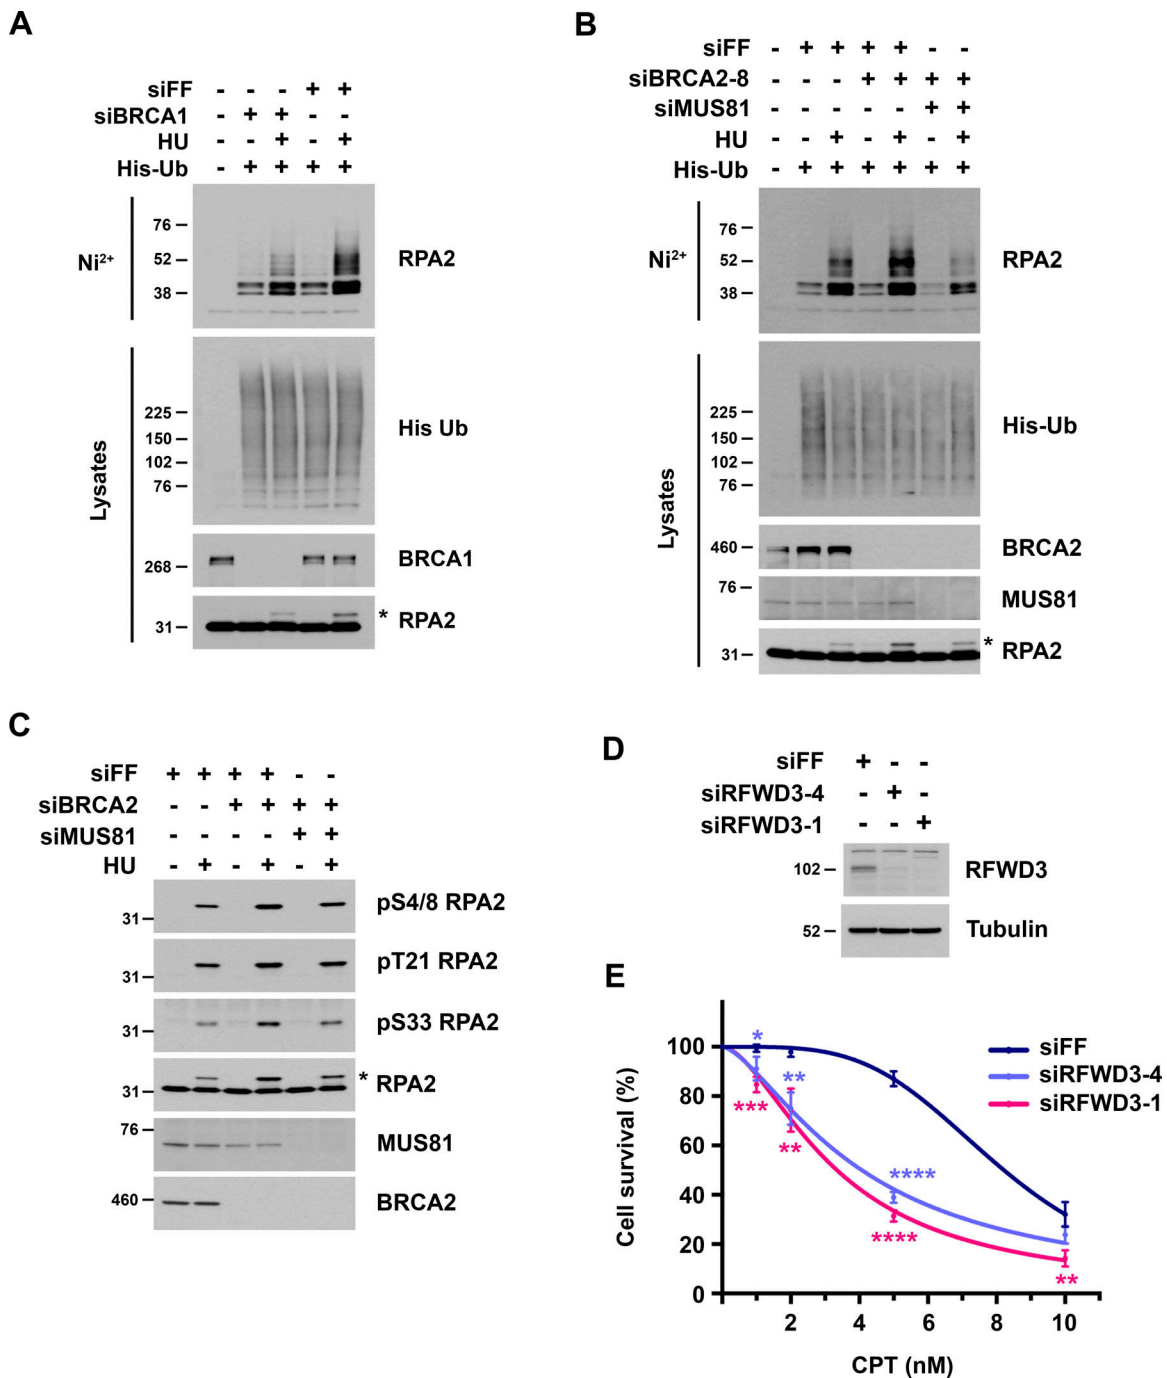 A
siFF - - - + +
siBRCA1 - + + - -
HU - - + - +
His-Ub - + + + +
Ni2+
76
52
38
RPA2
Lysates
225
150
102
76
His Ub
268
BRCA1
31
* RPA2
B
siFF - + + + + - -
siBRCA2-8 - - - + + + +
siMUS81 - - - - - + +
HU - - + - + - +
His-Ub - + + + + + +
Ni2+
76
52
38
RPA2
Lysates
225
150
102
76
His-Ub
460
BRCA2
76
MUS81
31
* RPA2
C
siFF + + + + - -
siBRCA2 - - + + + +
siMUS81 - - - - + +
HU - + - + - +
31
pS4/8 RPA2
31
pT21 RPA2
31
pS33 RPA2
31
* RPA2
76
MUS81
460
BRCA2
D
siFF + - -
siRFWD3-4 - + -
siRFWD3-1 - - +
102
RFWD3
52
Tubulin
E
Cell survival (%)
100
80
60
40
20
0
2 4 6 8 10
CPT (nM)
siFF
siRFWD3-4
siRFWD3-1
*
**
***
**
****
****
**